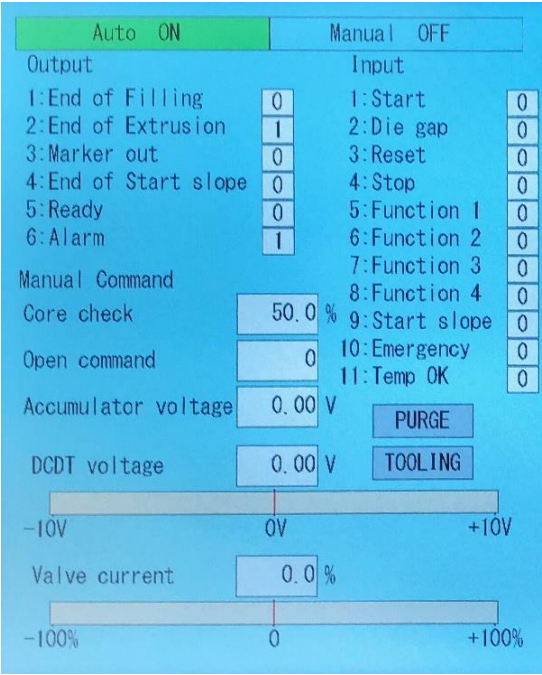 Auto ON
Manual OFF
Output
Input
1:End of Filling 0
2:End of Extrusion 1
3:Marker out 0
4:End of Start slope 0
5:Ready 0
6:Alarm 1
1:Start 0
2:Die gap 0
3:Reset 0
4:Stop 0
5:Function 1 0
6:Function 2 0
7:Function 3 0
8:Function 4 0
9:Start slope 0
10:Emergency 0
11:Temp OK 0
Manual Command
Core check 50.0 %
Open command 0
Accumulator voltage 0.00 V
PURGE
DCDT voltage 0.00 V
TOOLING
-10V 0V +10V
Valve current 0.0 %
-100% 0 +100%